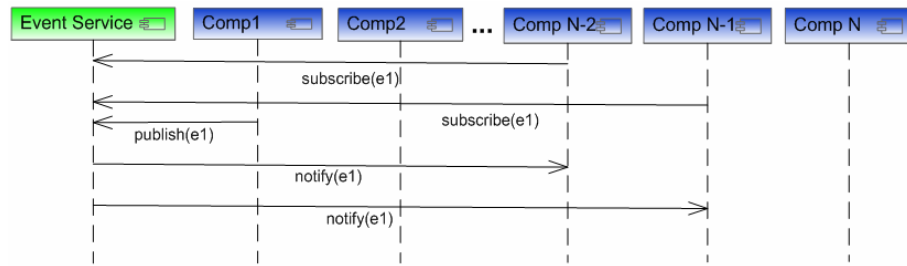 Event Service Comp1 Comp2 ... Comp N-2 Comp N-1 Comp N
subscribe(e1)
subscribe(e1)
publish(e1)
notify(e1)
notify(e1)